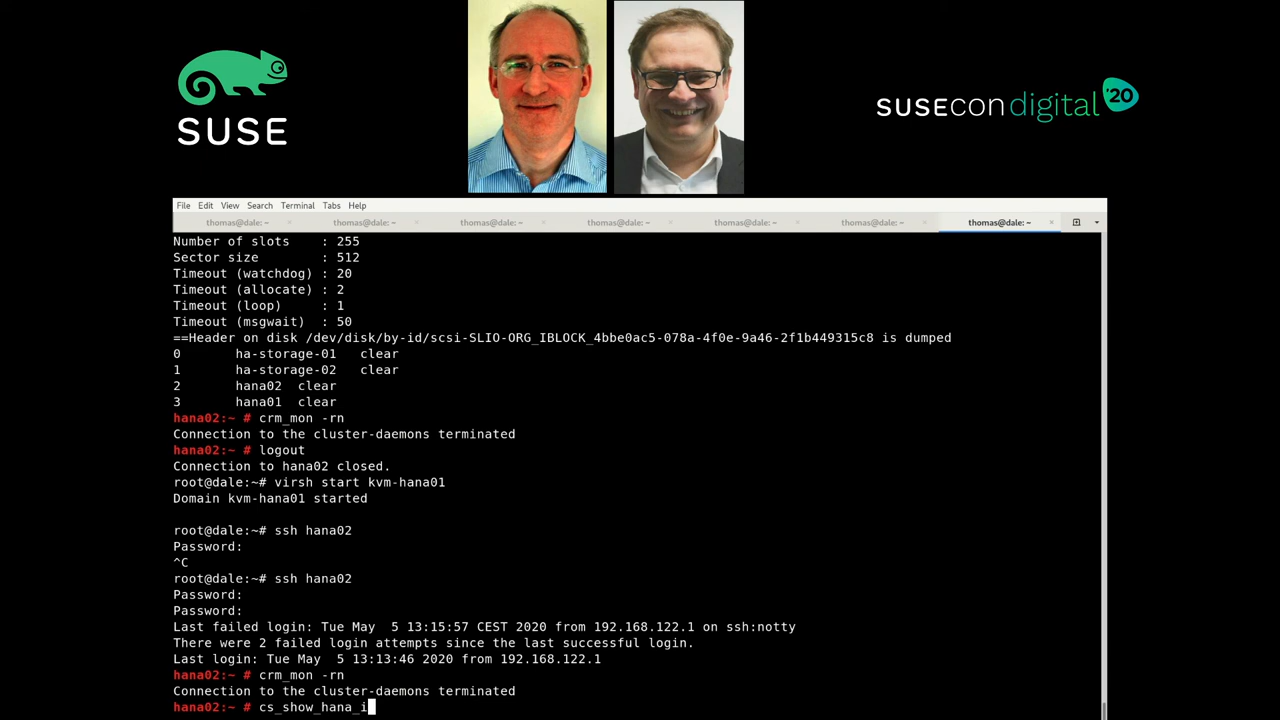 SUSE
SUSECON digital '20
File Edit View Search Terminal Tabs Help
thomas@dale: ~ × thomas@dale: ~ × thomas@dale: ~ × thomas@dale: ~ × thomas@dale: ~ × thomas@dale: ~ × thomas@dale: ~ ×
Number of slots : 255
Sector size : 512
Timeout (watchdog) : 20
Timeout (allocate) : 2
Timeout (loop) : 1
Timeout (msgwait) : 50
==Header on disk /dev/disk/by-id/scsi-SLIO-ORG_IBLOCK_4bbe0ac5-078a-4f0e-9a46-2f1b449315c8 is dumped
0 ha-storage-01 clear
1 ha-storage-02 clear
2 hana02 clear
3 hana01 clear
hana02:~ # crm_mon -rn
Connection to the cluster-daemons terminated
hana02:~ # logout
Connection to hana02 closed.
root@dale:~# virsh start kvm-hana01
Domain kvm-hana01 started
root@dale:~# ssh hana02
Password:
^C
root@dale:~# ssh hana02
Password:
Password:
Last failed login: Tue May  5 13:15:57 CEST 2020 from 192.168.122.1 on ssh:notty
There were 2 failed login attempts since the last successful login.
Last login: Tue May  5 13:13:46 2020 from 192.168.122.1
hana02:~ # crm_mon -rn
Connection to the cluster-daemons terminated
hana02:~ # cs_show_hana_i